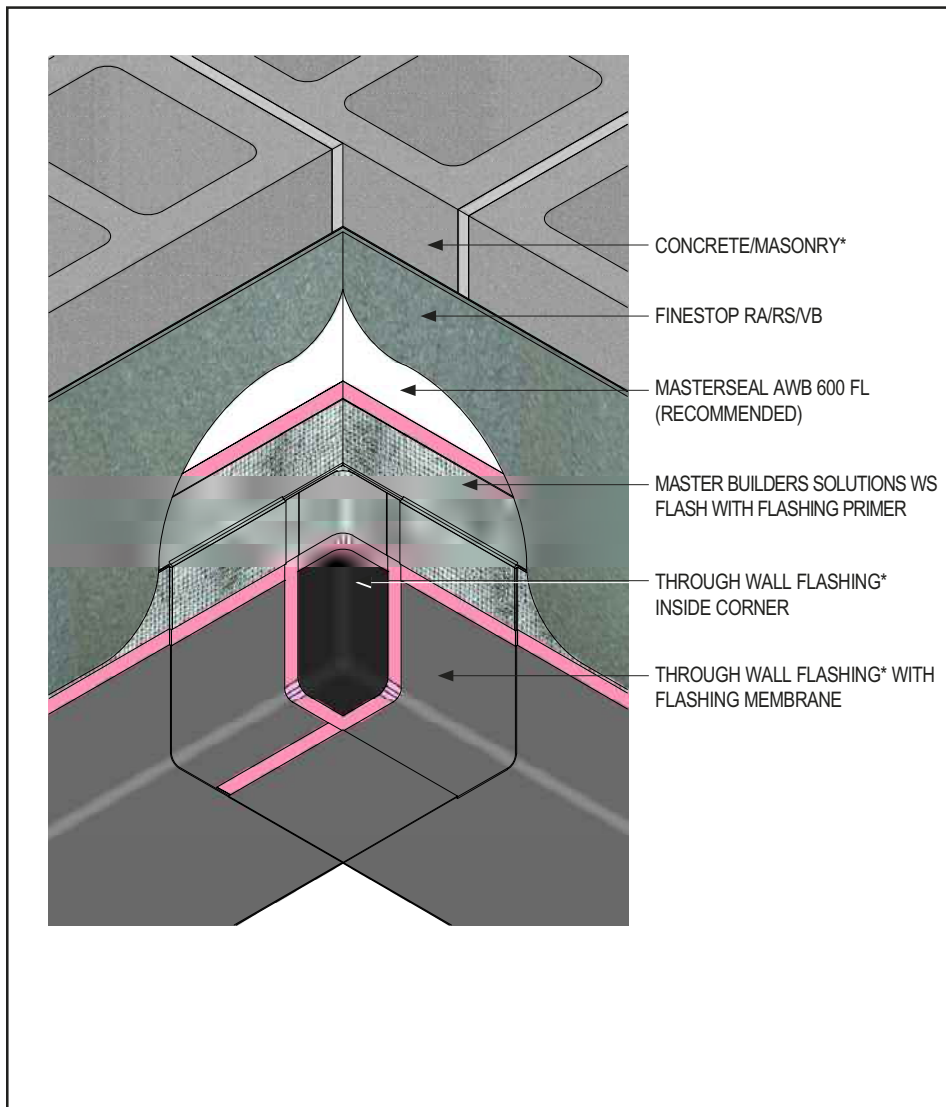 CONCRETE/MASONRY*
FINESTOP RA/RS/VB
MASTERSEAL AWB 600 FL
(RECOMMENDED)
MASTER BUILDERS SOLUTIONS WS
FLASH WITH FLASHING PRIMER
THROUGH WALL FLASHING*
INSIDE CORNER
THROUGH WALL FLASHING* WITH
FLASHING MEMBRANE